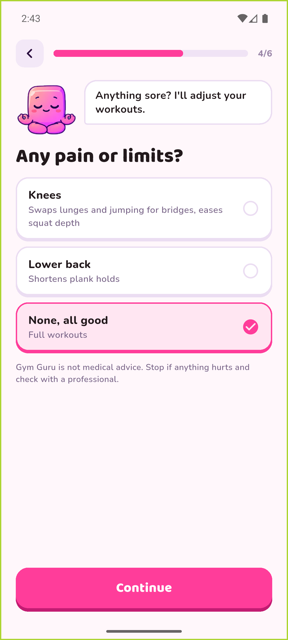 2:43
4/6
Anything sore? I'll adjust your
workouts.
Any pain or limits?
Knees
Swaps lunges and jumping for bridges, eases
squat depth
Lower back
Shortens plank holds
None, all good
Full workouts
Gym Guru is not medical advice. Stop if anything hurts and
check with a professional.
Continue